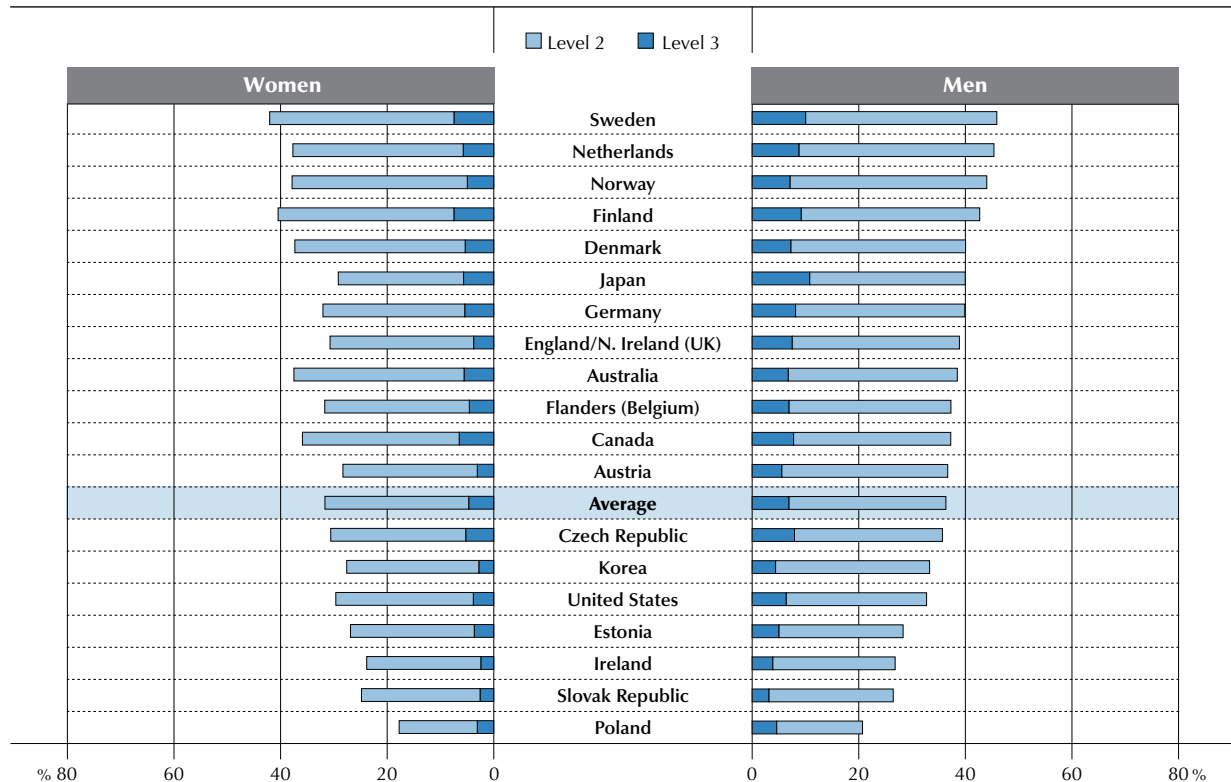 Level 2 Level 3
Women Men
Sweden
Netherlands
Norway
Finland
Denmark
Japan
Germany
England/N. Ireland (UK)
Australia
Flanders (Belgium)
Canada
Austria
Average
Czech Republic
Korea
United States
Estonia
Ireland
Slovak Republic
Poland
% 80 60 40 20 0 0 20 40 60 80 %